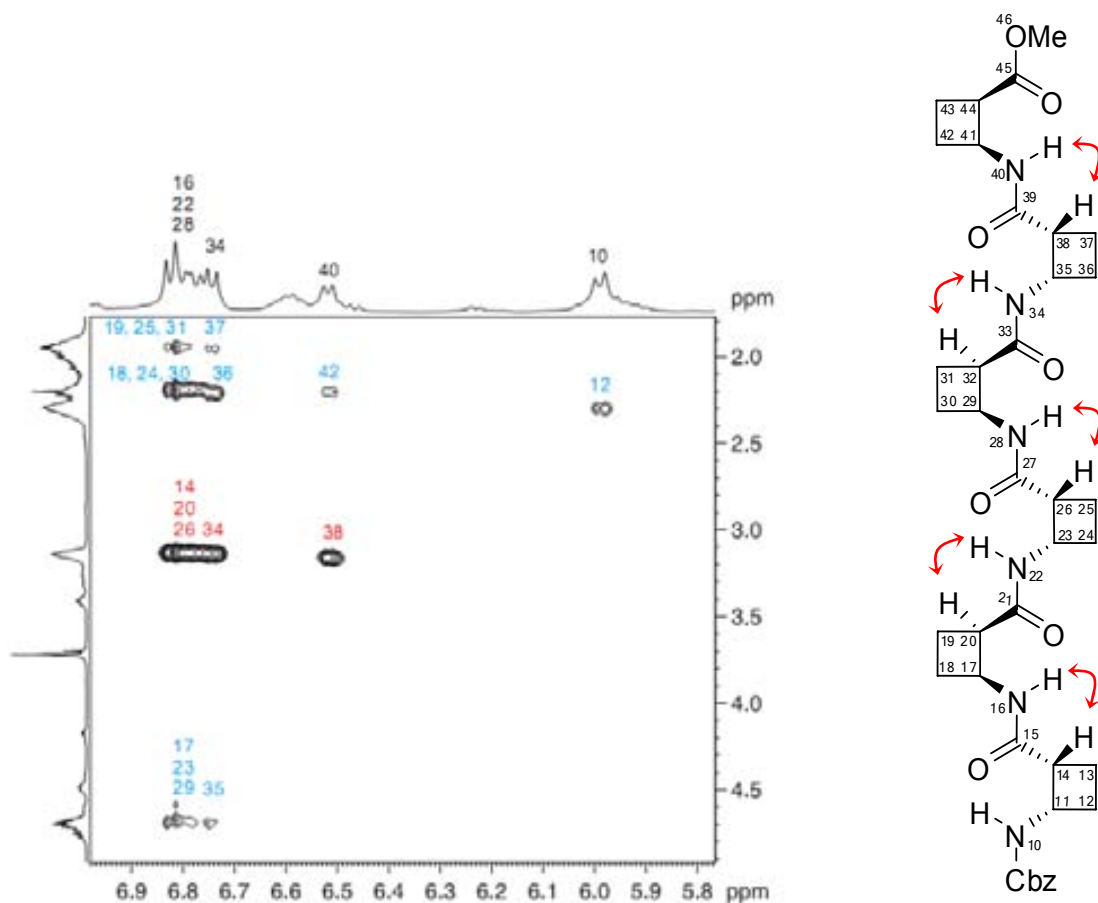 16
22
28
34
40
10
ppm
19, 25, 31 37
18, 24, 30 36
42
12
14
20
26 34
38
17
23
29 35
2.0
2.5
3.0
3.5
4.0
4.5
6.9 6.8 6.7 6.6 6.5 6.4 6.3 6.2 6.1 6.0 5.9 5.8 ppm
46
OMe
45
O
43 44
42 41
H
N
40
39
H
O
38 37
35 36
H
N
34
33
H
O
31 32
30 29
H
N
28
27
H
O
26 25
23 24
H
N
22
21
H
O
19 20
18 17
H
N
16
15
H
O
14 13
11 12
H
N
10
Cbz